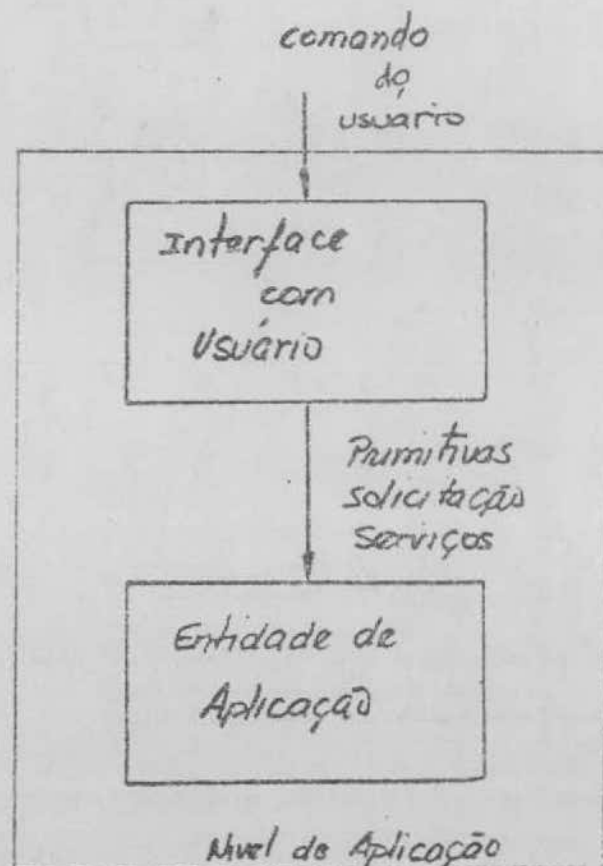 comando
do
usuário
Interface
com
Usuário
Primitivas
solicitação
serviços
Entidade de
Aplicação
Nível de Aplicação